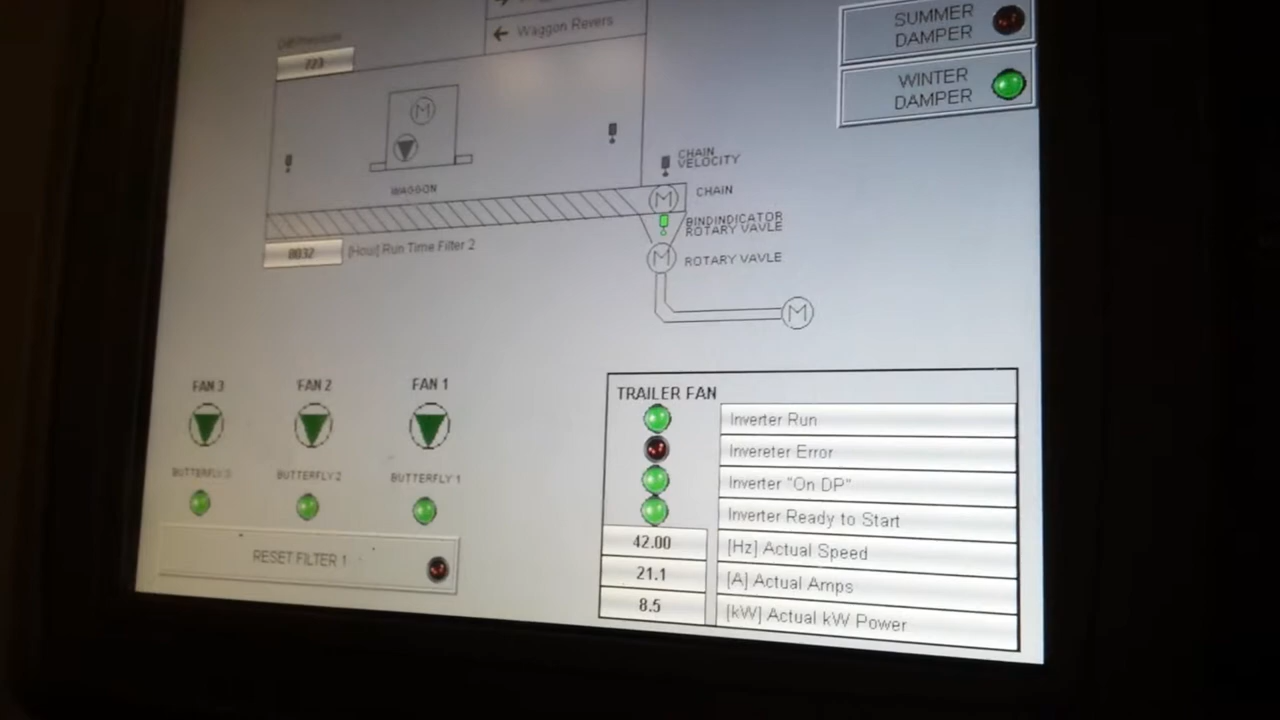 ← Waggon Revers
SUMMER
DAMPER
WINTER
DAMPER
723
M
CHAIN
VELOCITY
WAGGON
M
CHAIN
BINDINDICATOR
ROTARY VAVLE
0032
[Hour] Run Time Filter 2
M
ROTARY VAVLE
M
FAN 3
FAN 2
FAN 1
BUTTERFLY 3
BUTTERFLY 2
BUTTERFLY 1
RESET FILTER 1
TRAILER FAN
Inverter Run
Invereter Error
Inverter "On DP"
Inverter Ready to Start
42.00 [Hz] Actual Speed
21.1 [A] Actual Amps
8.5 [kW] Actual kW Power